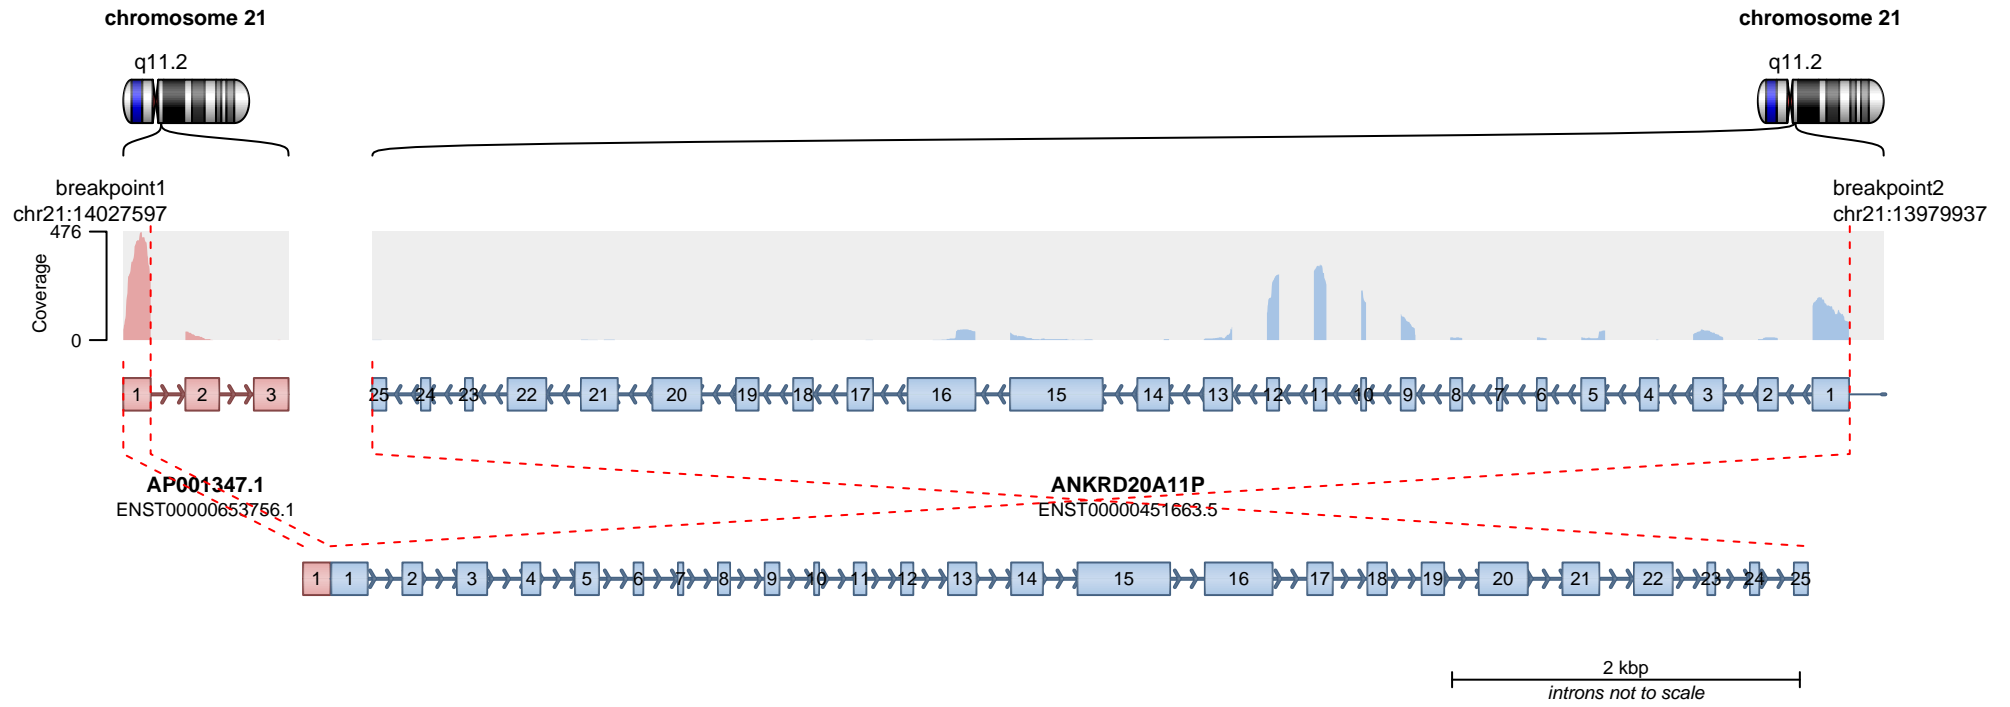 chromosome 21
chromosome 21
q11.2
q11.2
breakpoint1
chr21:14027597
breakpoint2
chr21:13979937
476
Coverage
0
1 2 3
25 24 23 22 21 20 19 18 17 16 15 14 13 12 11 10 9 8 7 6 5 4 3 2 1
AP001347.1
ENST00000653756.1
ANKRD20A11P
ENST00000451663.5
1 1 2 3 4 5 6 7 8 9 10 11 12 13 14 15 16 17 18 19 20 21 22 23 24 25
2 kbp
introns not to scale